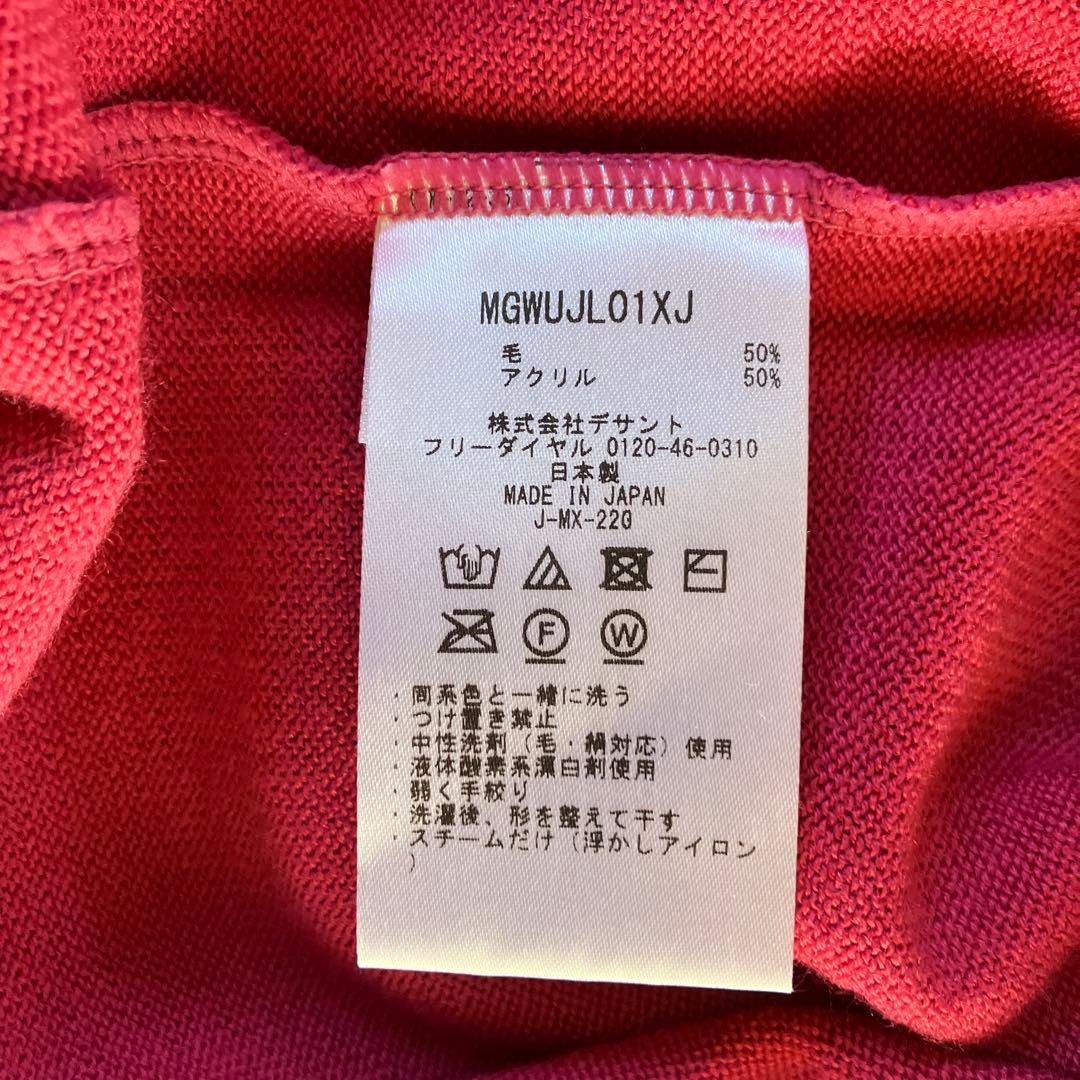 MGWUJL01XJ
毛 50%
アクリル 50%
株式会社デサント
フリーダイヤル 0120-46-0310
日本製
MADE IN JAPAN
J-MX-220
F W
・同系色と一緒に洗う
・つけ置き禁止
・中性洗剤（毛・絹対応）使用
・液体酸素系漂白剤使用
・弱く手絞り
・洗濯後、形を整えて干す
・スチームだけ（浮かしアイロン
）